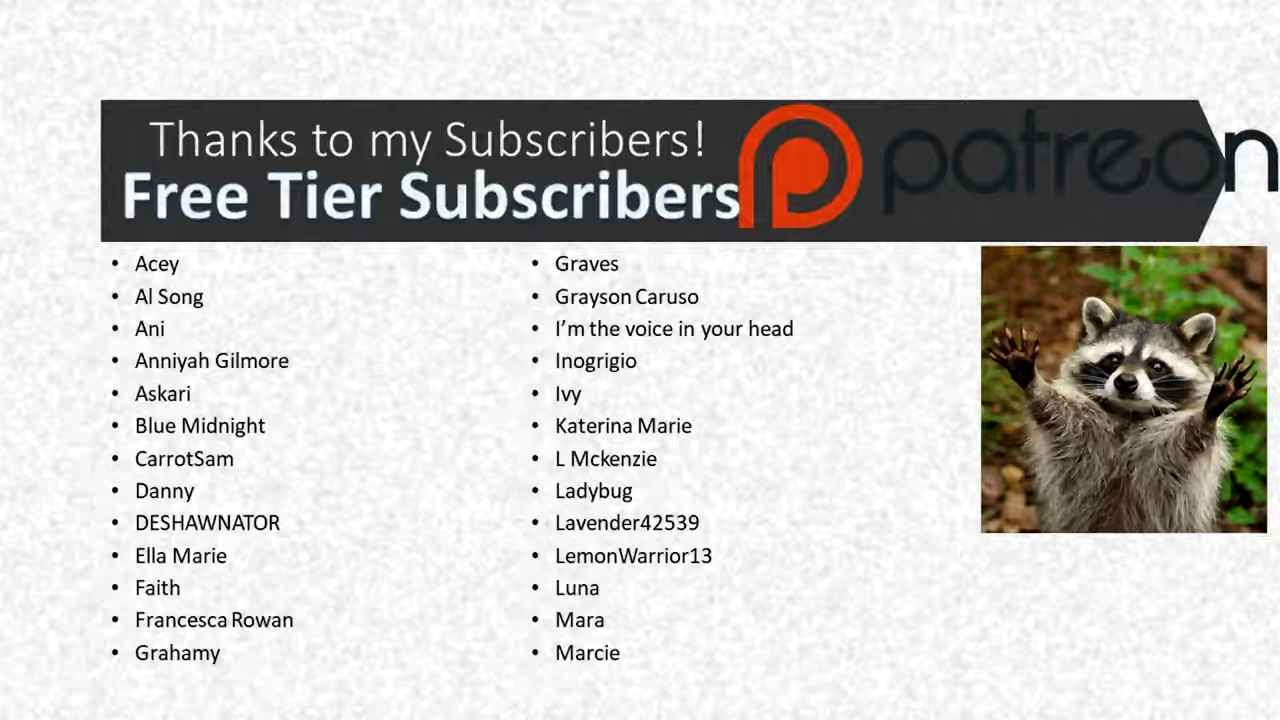 Thanks to my Subscribers!
Free Tier Subscribers
patreon
• Acey
• Al Song
• Ani
• Anniyah Gilmore
• Askari
• Blue Midnight
• CarrotSam
• Danny
• DESHAWNATOR
• Ella Marie
• Faith
• Francesca Rowan
• Grahamy
• Graves
• Grayson Caruso
• I’m the voice in your head
• Inogrigio
• Ivy
• Katerina Marie
• L Mckenzie
• Ladybug
• Lavender42539
• LemonWarrior13
• Luna
• Mara
• Marcie